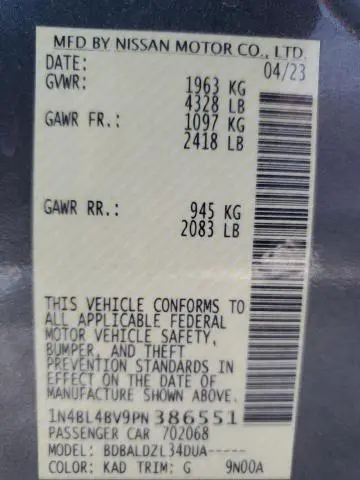 MFD BY NISSAN MOTOR CO., LTD.
DATE: 04/23
GVWR: 1963 KG
4328 LB
GAWR FR.: 1097 KG
2418 LB
GAWR RR.: 945 KG
2083 LB
THIS VEHICLE CONFORMS TO
ALL APPLICABLE FEDERAL
MOTOR VEHICLE SAFETY,
BUMPER, AND THEFT
PREVENTION STANDARDS IN
EFFECT ON THE DATE OF
MANUFACTURE SHOWN ABOVE.
1N4BL4BV9PN386551
PASSENGER CAR 702068
MODEL: BDBALDZL34DUA-----
COLOR: KAD TRIM: G 9N00A